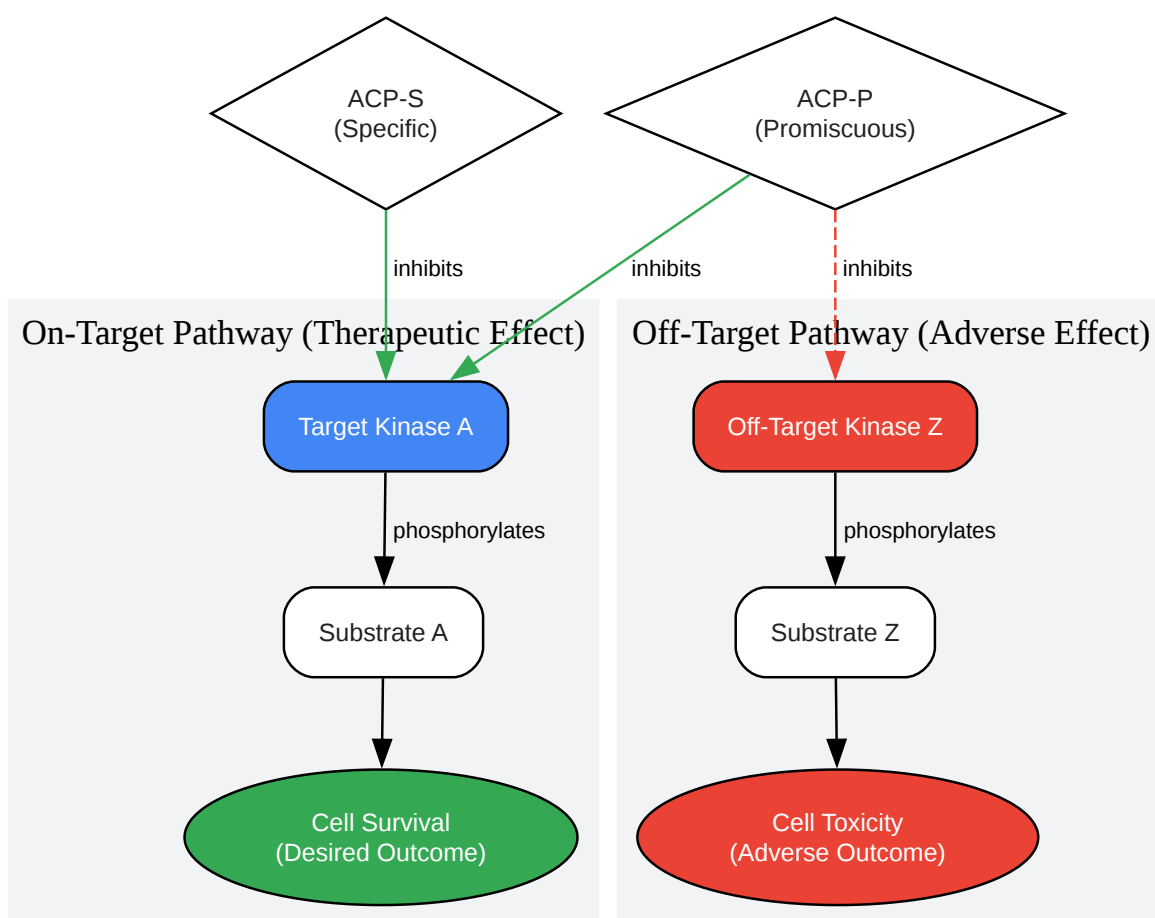 ACP-S
(Specific)
ACP-P
(Promiscuous)
inhibits
inhibits
inhibits
On-Target Pathway (Therapeutic Effect)
Off-Target Pathway (Adverse Effect)
Target Kinase A
Off-Target Kinase Z
phosphorylates
phosphorylates
Substrate A
Substrate Z
Cell Survival
(Desired Outcome)
Cell Toxicity
(Adverse Outcome)